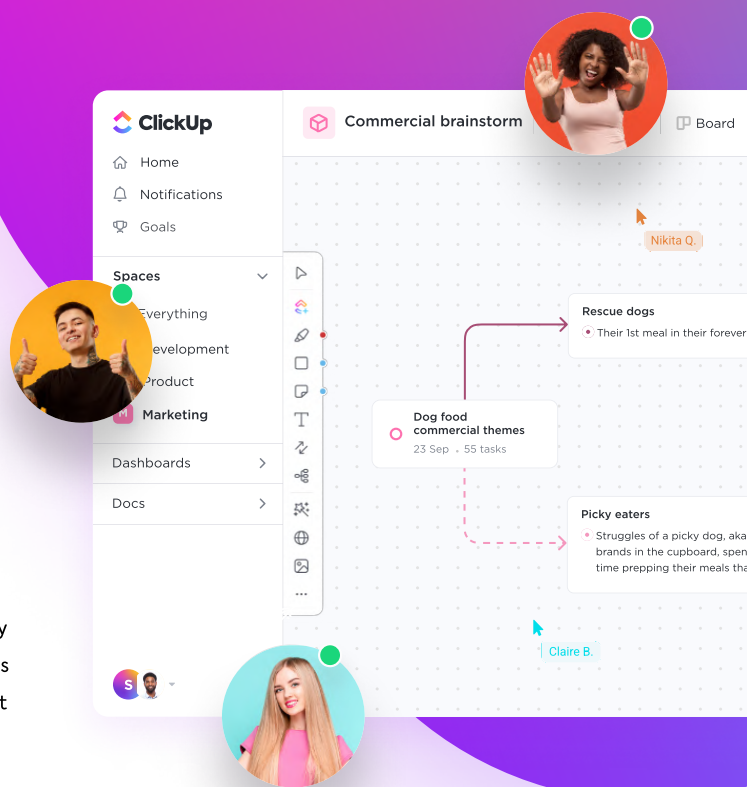 ClickUp
Home
Notifications
Goals
Spaces
Everything
Development
Product
M Marketing
Dashboards
Docs
S
Commercial brainstorm
Board
Nikita Q.
Rescue dogs
Their 1st meal in their forever
Dog food
commercial themes
23 Sep . 55 tasks
Picky eaters
Struggles of a picky dog, aka
brands in the cupboard, spen
time prepping their meals tha
Claire B.
y
s
t